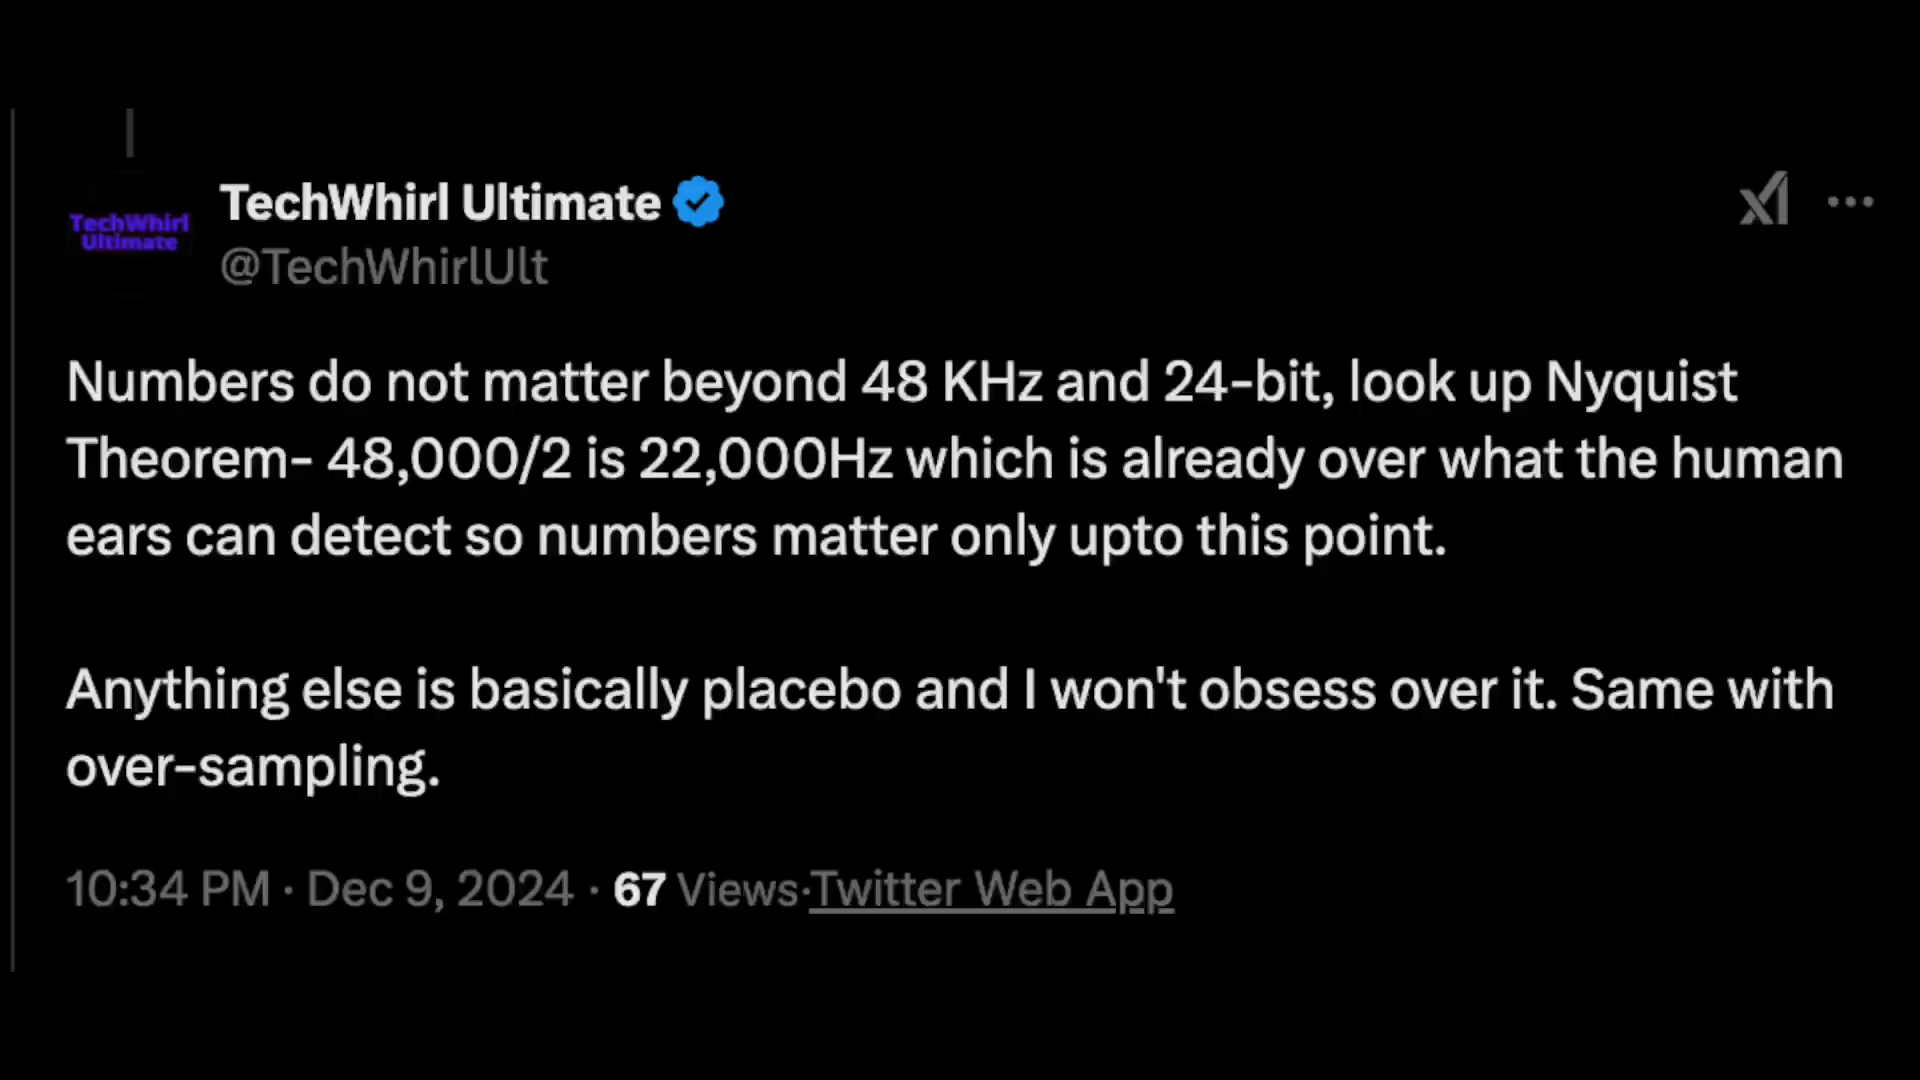 TechWhirl Ultimate
TechWhirl
Ultimate
@TechWhirlUlt
Numbers do not matter beyond 48 KHz and 24-bit, look up Nyquist
Theorem- 48,000/2 is 22,000Hz which is already over what the human
ears can detect so numbers matter only upto this point.
Anything else is basically placebo and I won't obsess over it. Same with
over-sampling.
10:34 PM · Dec 9, 2024 · 67 Views·Twitter Web App